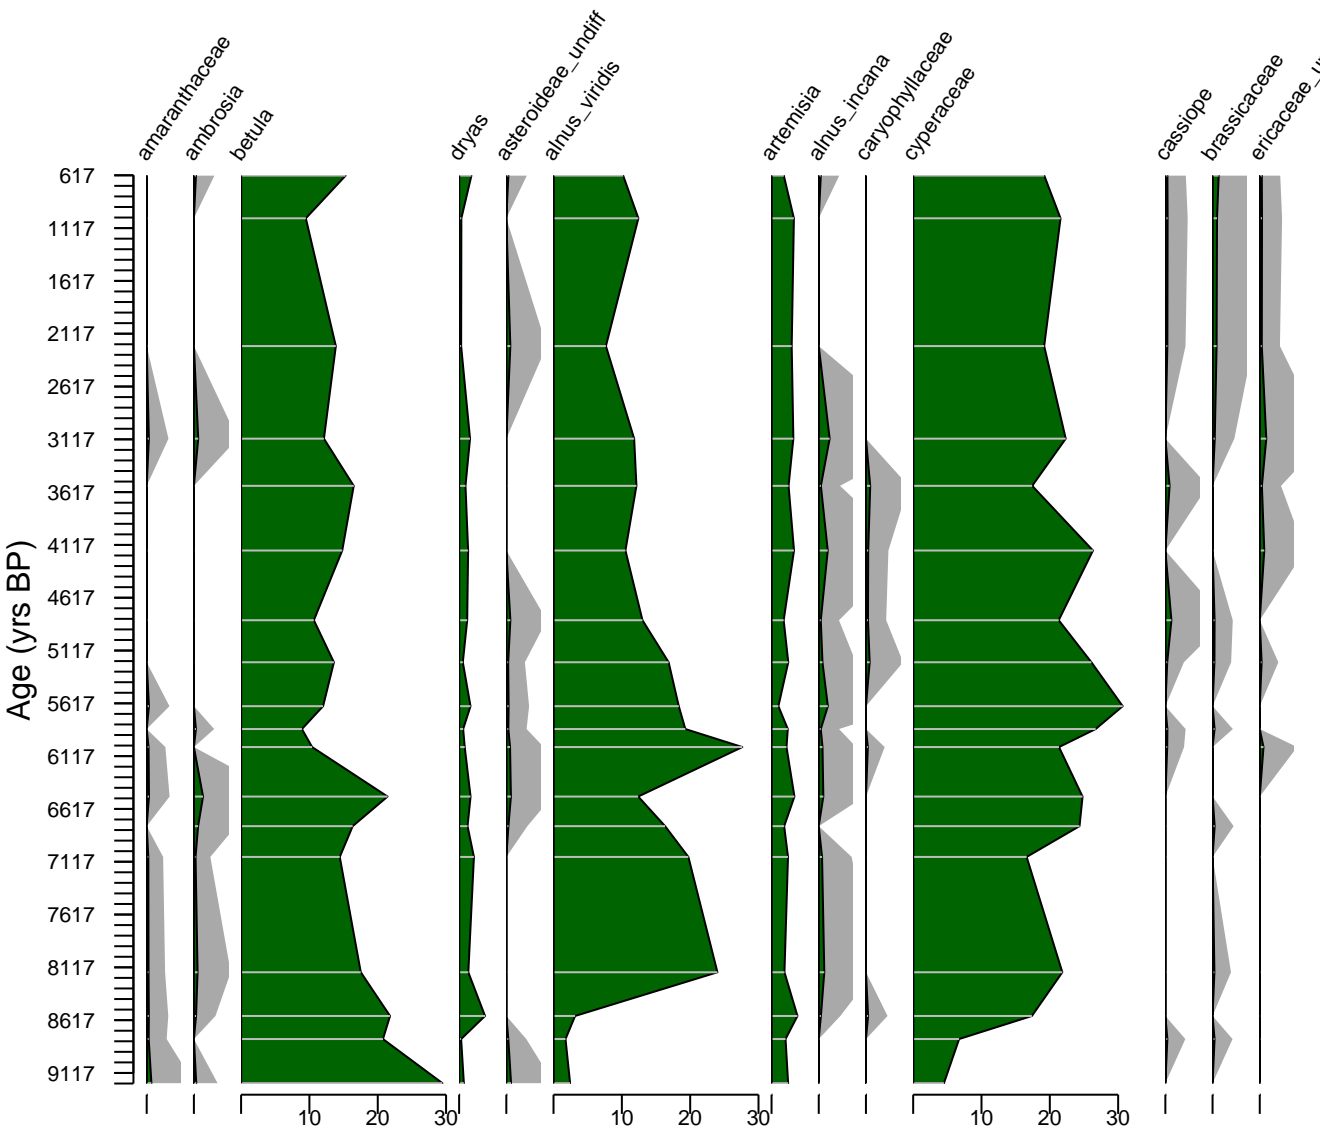 amaranthaceae
ambrosia
betula
dryas
asteroideae_undiff
alnus_viridis
artemisia
alnus_incana
caryophyllaceae
cyperaceae
cassiope
brassicaceae
ericaceae_u
Age (yrs BP)
617
1117
1617
2117
2617
3117
3617
4117
4617
5117
5617
6117
6617
7117
7617
8117
8617
9117
10 20 30 10 20 30 10 20 30